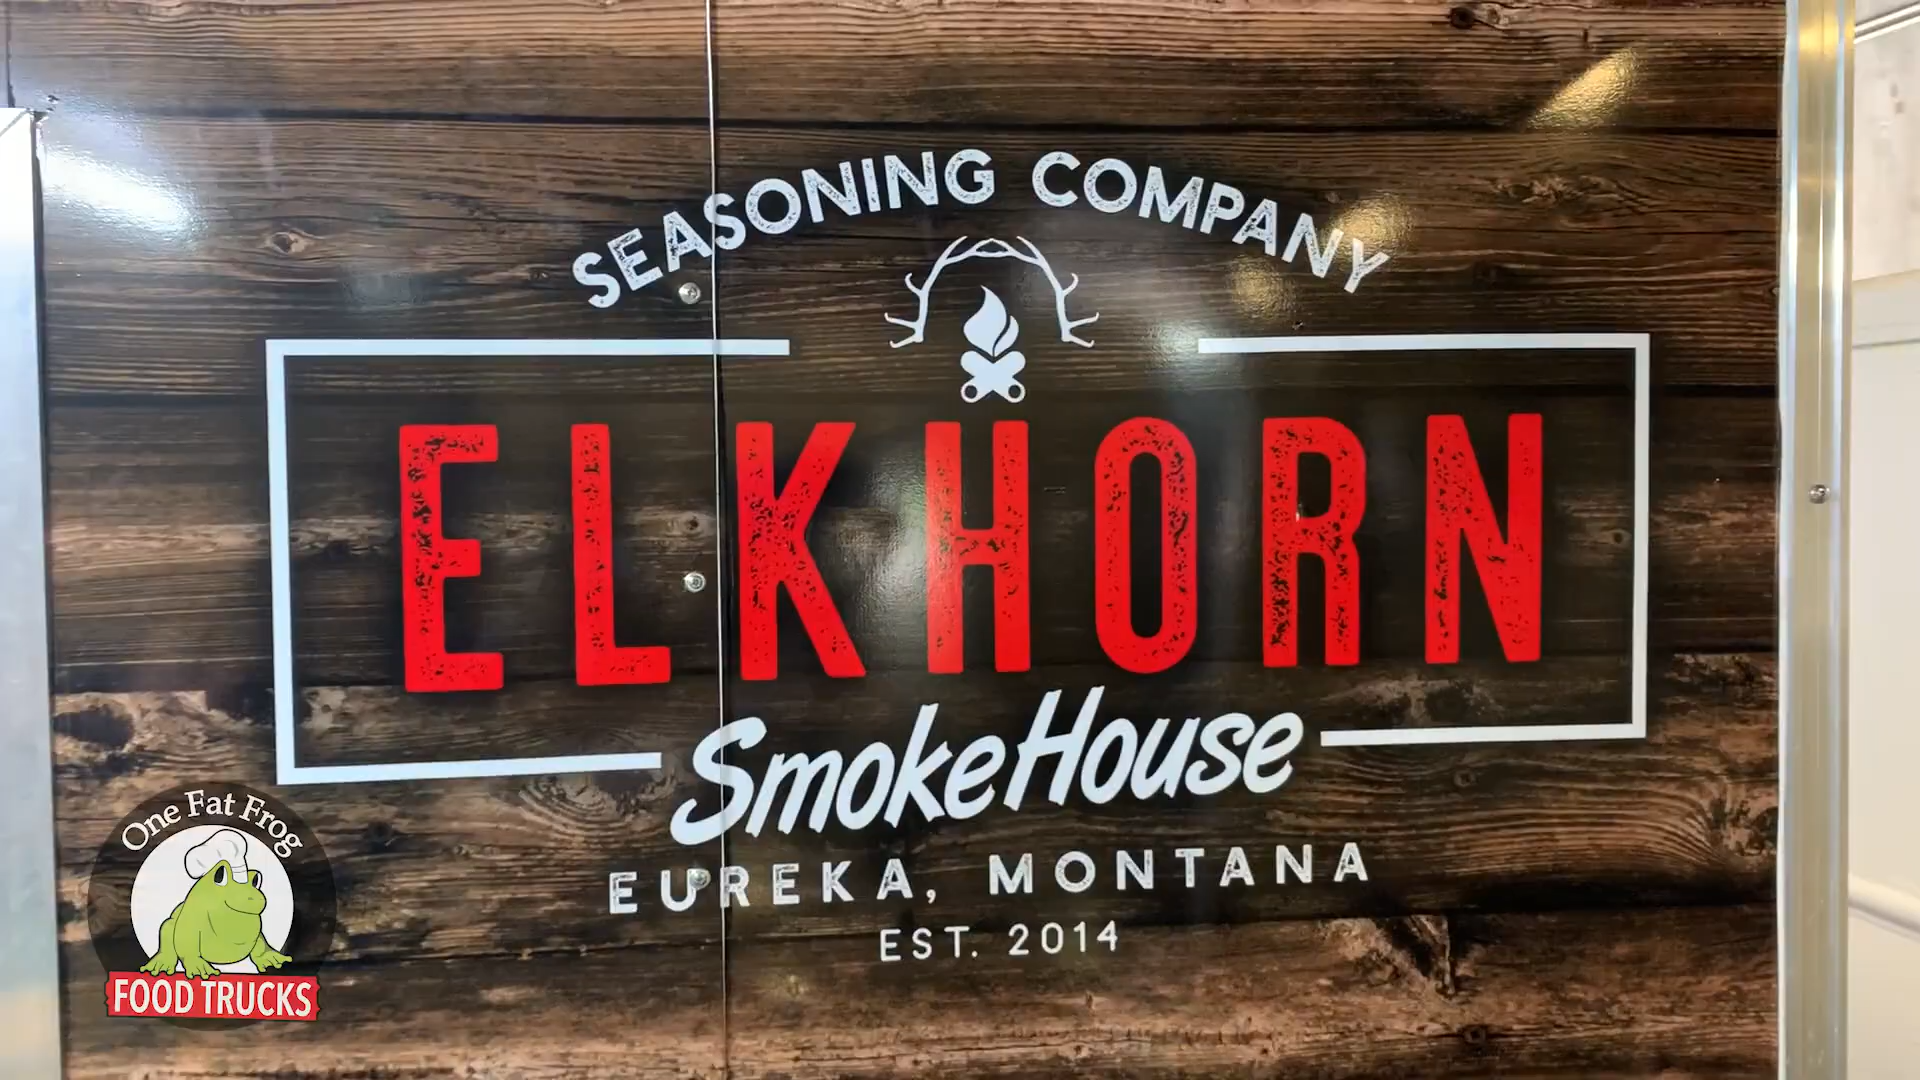 SEASONING COMPANY
ELKHORN
SmokeHouse
EUREKA, MONTANA
EST. 2014
One Fat Frog
FOOD TRUCKS